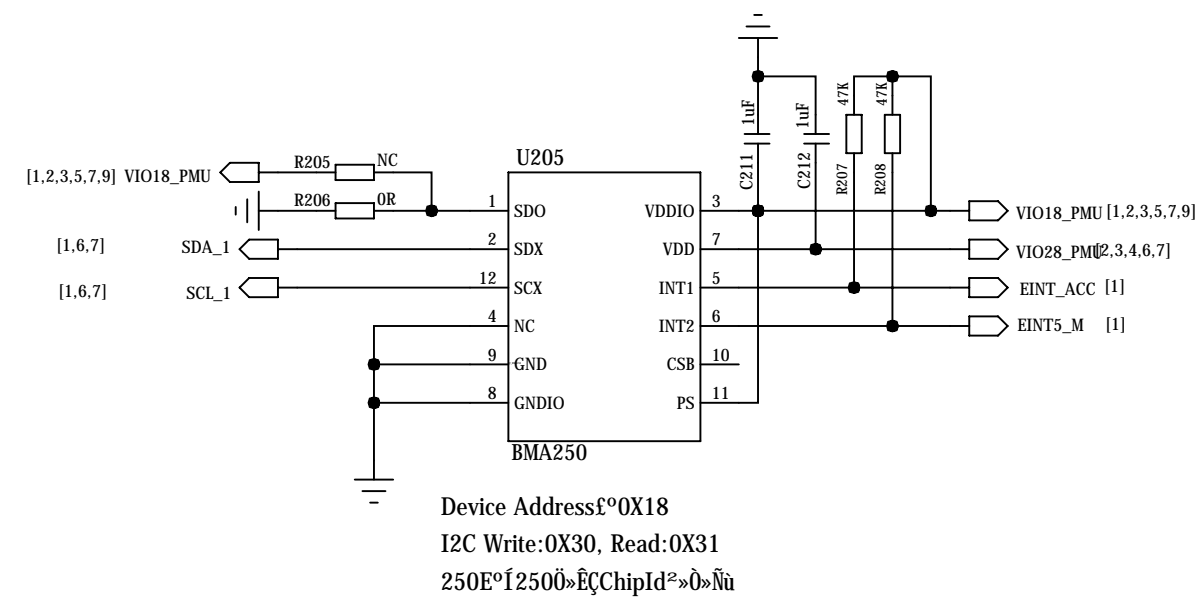 1uF
1uF
47K
47K
C211
C212
R207
R208
[1,2,3,5,7,9] VIO18_PMU
R205
NC
R206
0R
U205
1
SDO
VDDIO
3
VIO18_PMU [1,2,3,5,7,9]
[1,6,7]
SDA_1
2
SDX
VDD
7
VIO28_PMU[2,3,4,6,7]
[1,6,7]
SCL_1
12
SCX
INT1
5
EINT_ACC [1]
4
NC
INT2
6
EINT5_M [1]
9
GND
CSB
10
8
GNDIO
PS
11
BMA250
Device Address£º0X18
I2C Write:0X30, Read:0X31
250EºÍ250Ö»ÊÇChipId²»Ò»Ñù